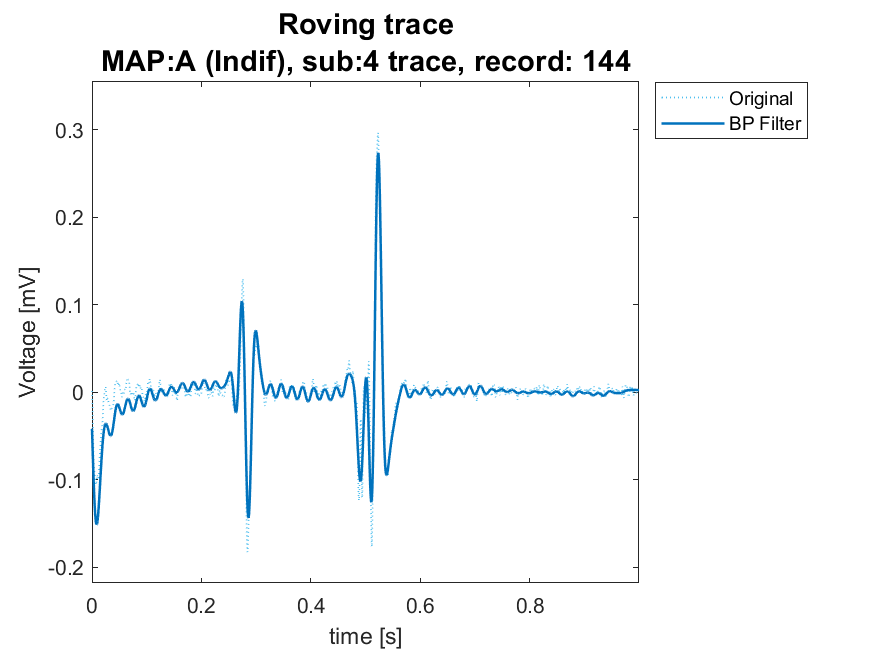 Roving trace
MAP:A (Indif), sub:4 trace, record: 144
Original
BP Filter
0.3
0.2
0.1
0
-0.1
-0.2
Voltage [mV]
0
0.2
0.4
0.6
0.8
time [s]